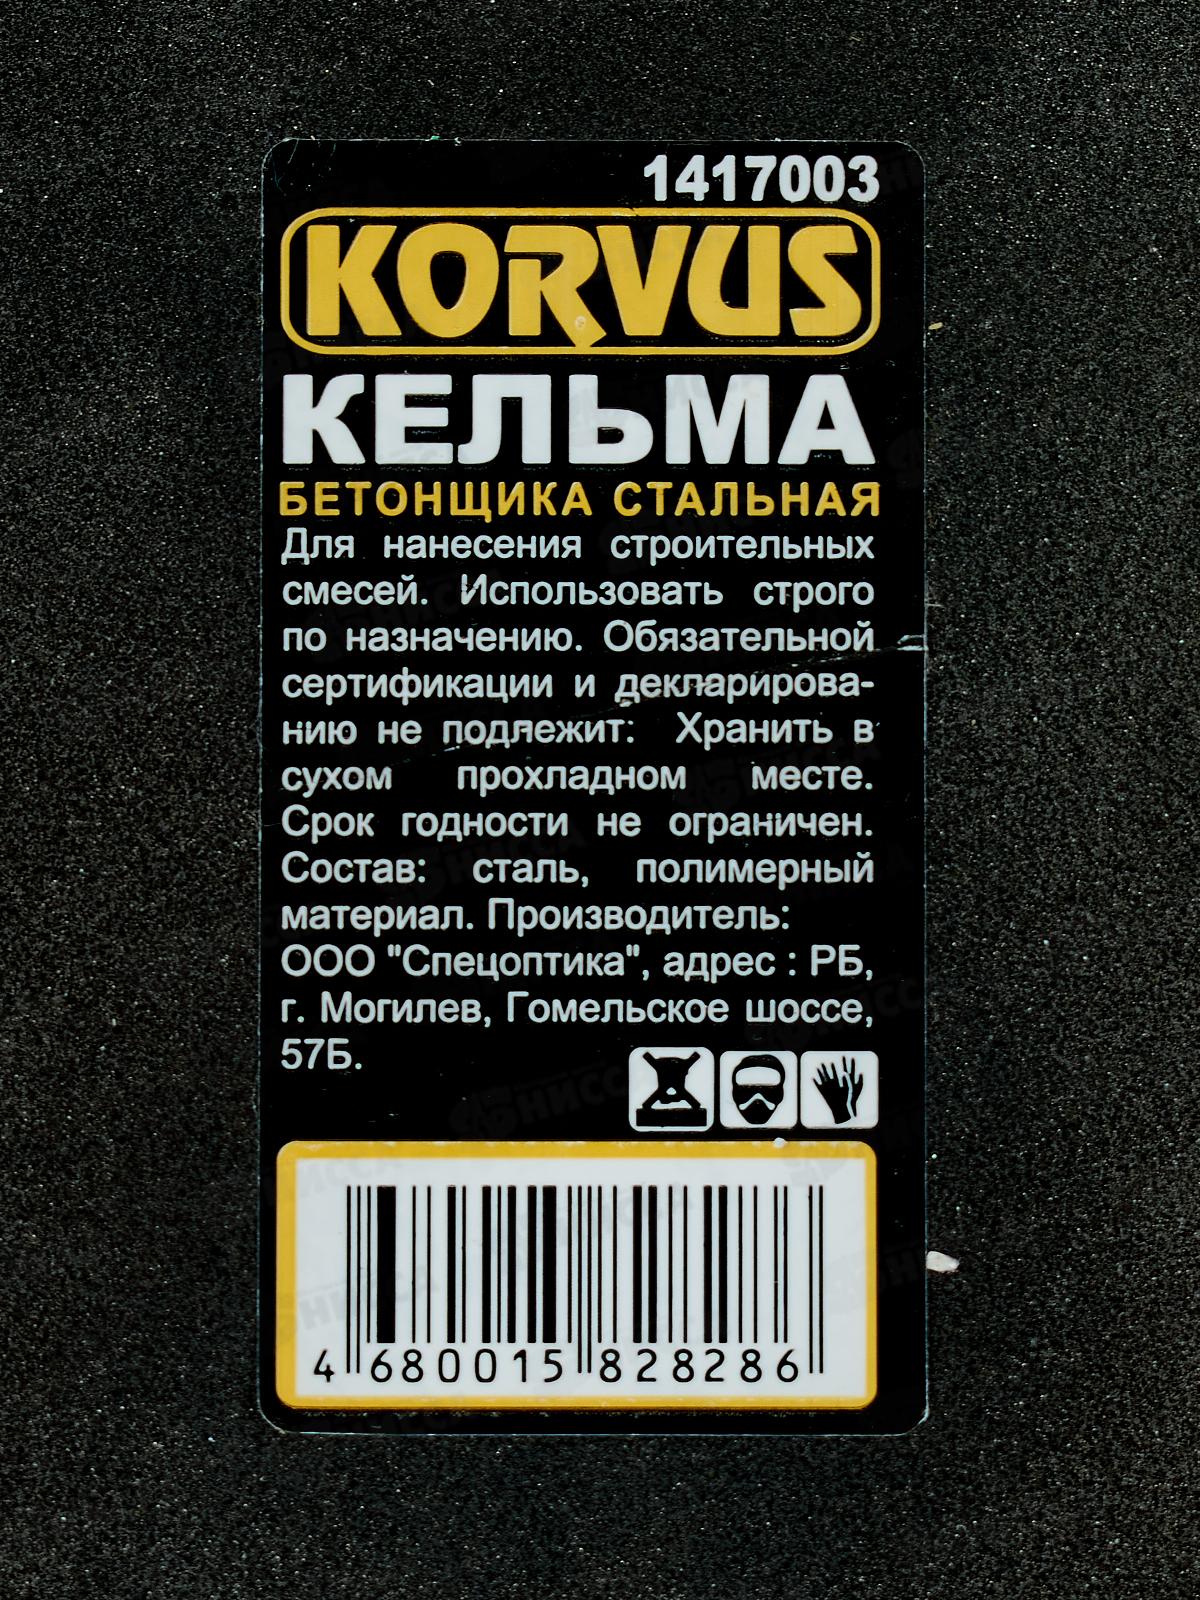 1417003
KORVUS
КЕЛЬМА
БЕТОНЩИКА СТАЛЬНАЯ
Для нанесения строительных
смесей. Использовать строго
по назначению. Обязательной
сертификации и декларирова-
нию не подлежит: Хранить в
сухом прохладном месте.
Срок годности не ограничен.
Состав: сталь, полимерный
материал. Производитель:
ООО "Спецоптика", адрес : РБ,
г. Могилев, Гомельское шоссе,
57Б.
4 680015 828286